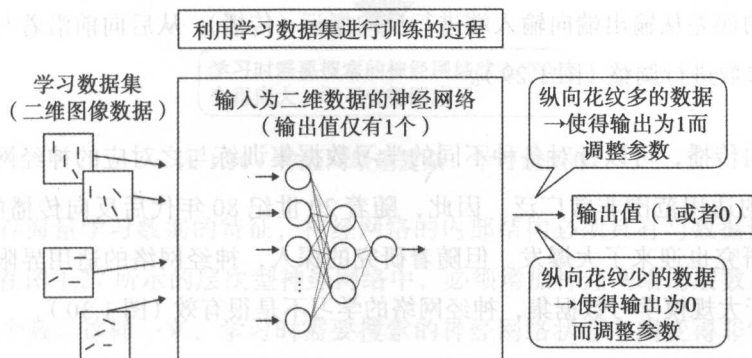 利用学习数据集进行训练的过程
学习数据集
（二维图像数据）
输入为二维数据的神经网络
（输出值仅有1个）
纵向花纹多的数据
→使得输出为1而
调整参数
输出值（1或者0）
纵向花纹少的数据
→使得输出为0
而调整参数